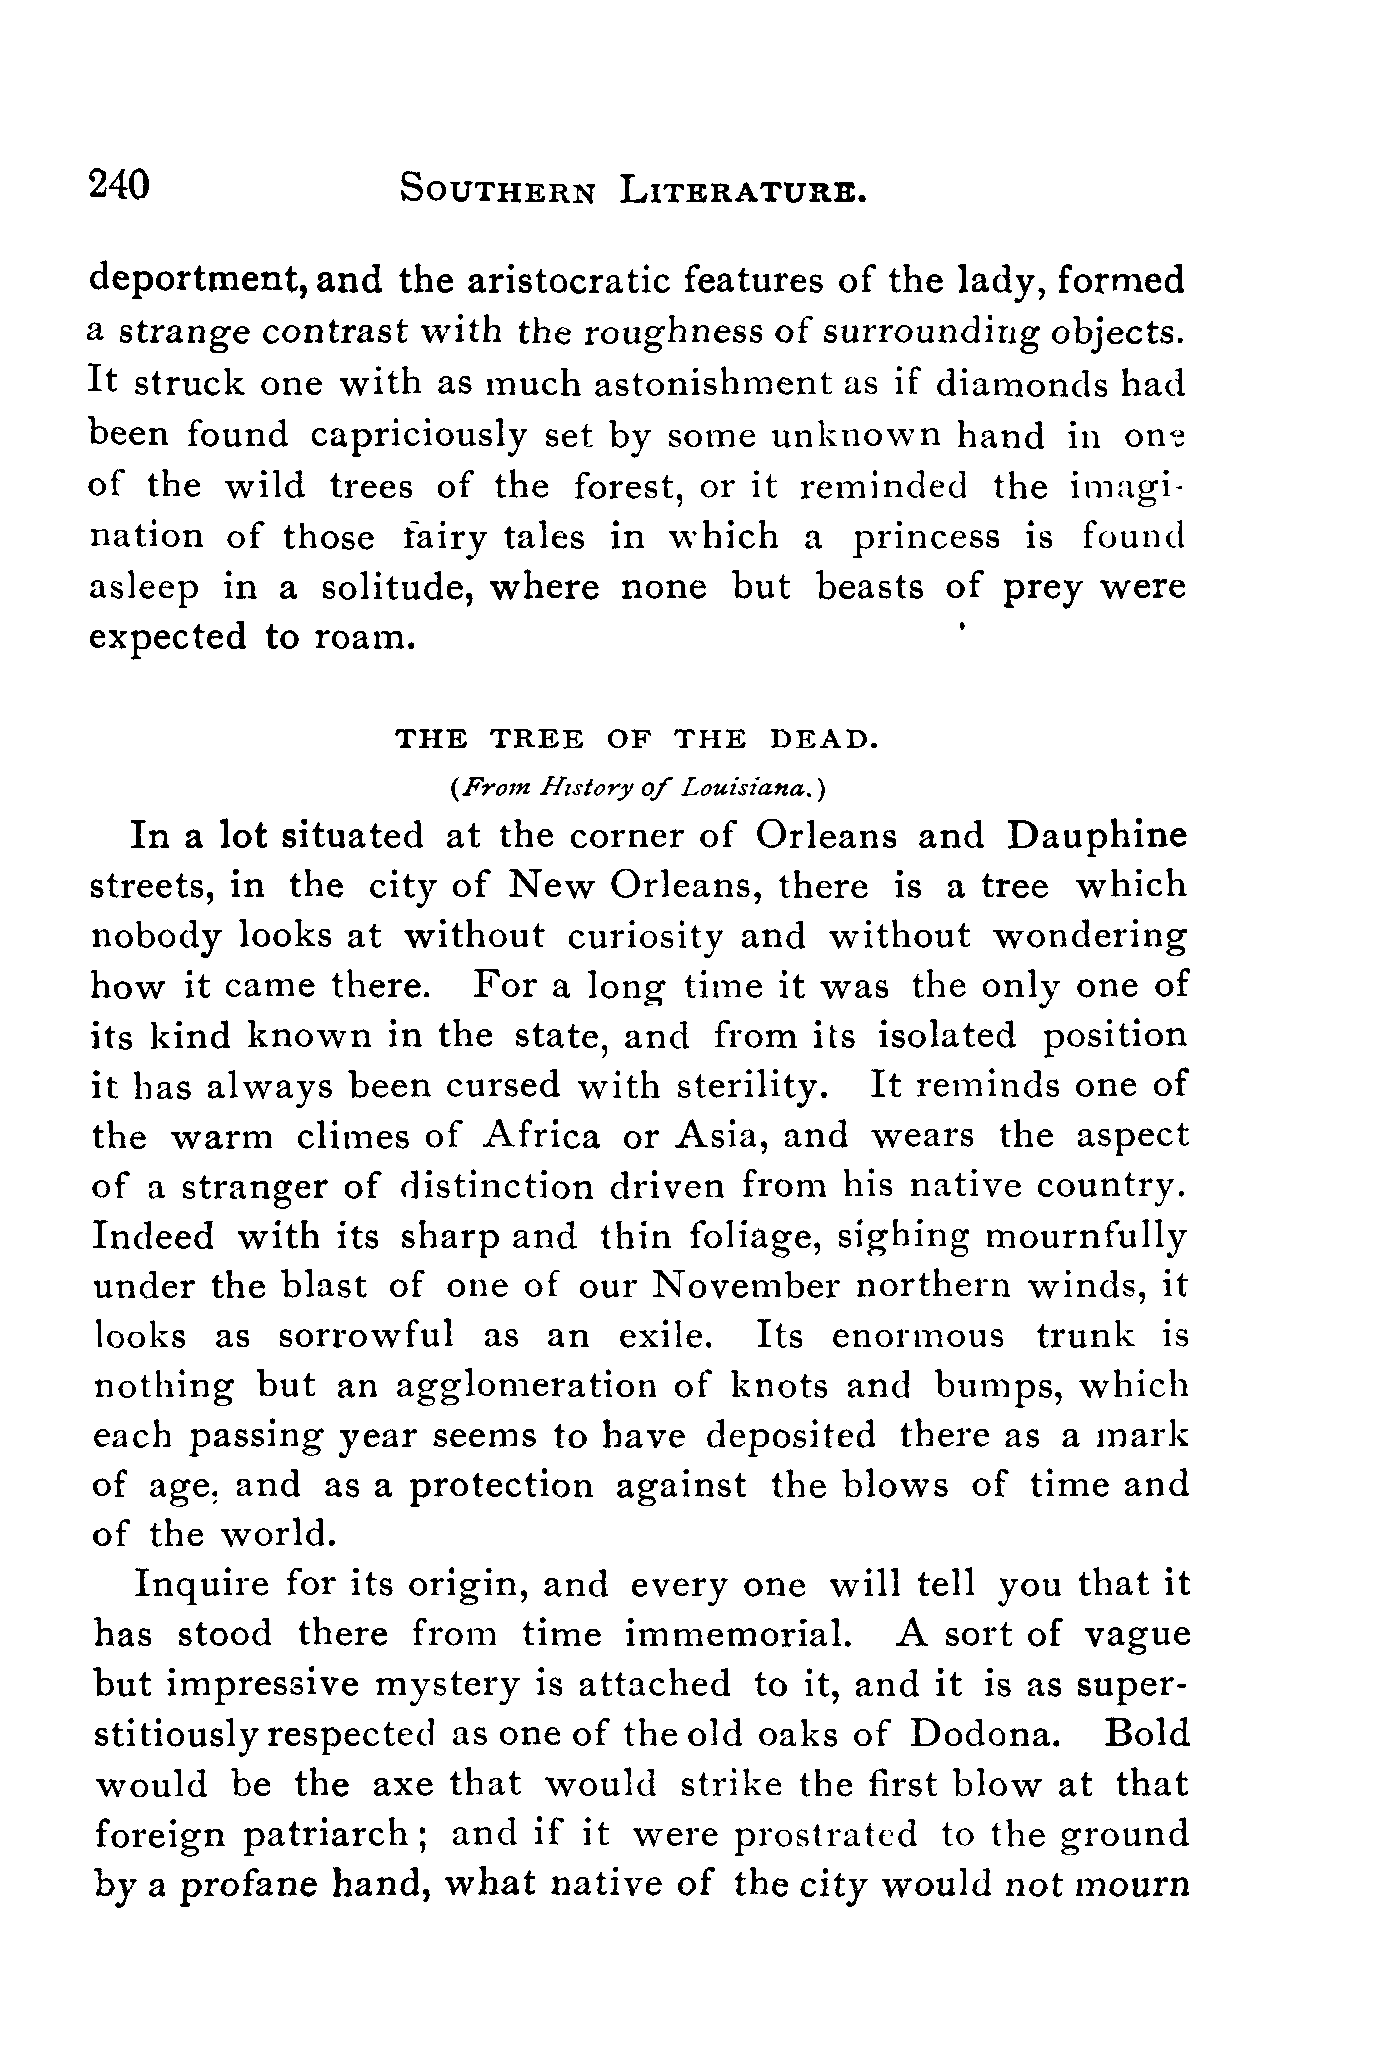 240 SOUTHERN LITERATURE.
deportment, and the aristocratic features of the lady, formed
a strange contrast with the roughness of surrounding objects.
It struck one with as much astonishment as if diamonds had
been found capriciously set by some unknown hand in one
of the wild trees of the forest, or it reminded the imagi-
nation of those fairy tales in which a princess is found
asleep in a solitude, where none but beasts of prey were
expected to roam.
THE TREE OF THE DEAD.
(From History of Louisiana.)
In a lot situated at the corner of Orleans and Dauphine
streets, in the city of New Orleans, there is a tree which
nobody looks at without curiosity and without wondering
how it came there. For a long time it was the only one of
its kind known in the state, and from its isolated position
it has always been cursed with sterility. It reminds one of
the warm climes of Africa or Asia, and wears the aspect
of a stranger of distinction driven from his native country.
Indeed with its sharp and thin foliage, sighing mournfully
under the blast of one of our November northern winds, it
looks as sorrowful as an exile. Its enormous trunk is
nothing but an agglomeration of knots and bumps, which
each passing year seems to have deposited there as a mark
of age, and as a protection against the blows of time and
of the world.
Inquire for its origin, and every one will tell you that it
has stood there from time immemorial. A sort of vague
but impressive mystery is attached to it, and it is as super-
stitiously respected as one of the old oaks of Dodona. Bold
would be the axe that would strike the first blow at that
foreign patriarch; and if it were prostrated to the ground
by a profane hand, what native of the city would not mourn